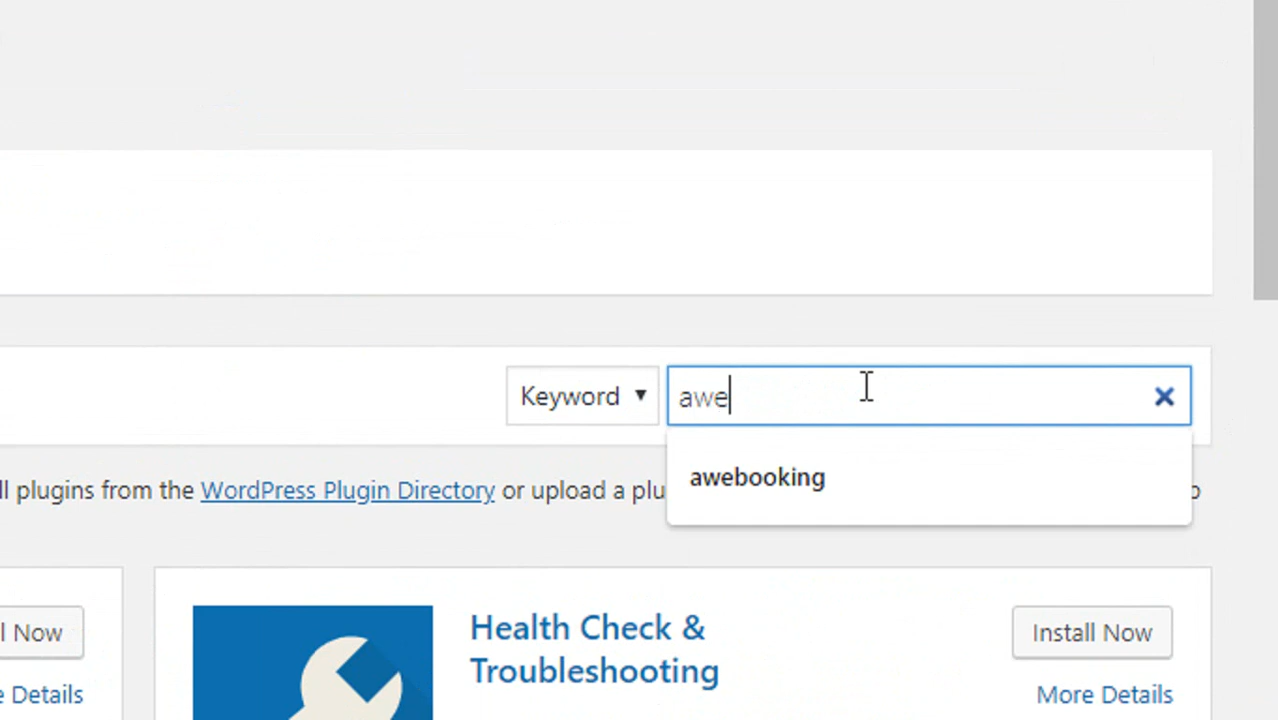 Keyword ▼ awe ×
awebooking
ll plugins from the WordPress Plugin Directory or upload a plu
l Now
Health Check &
Troubleshooting
Install Now
e Details
More Details